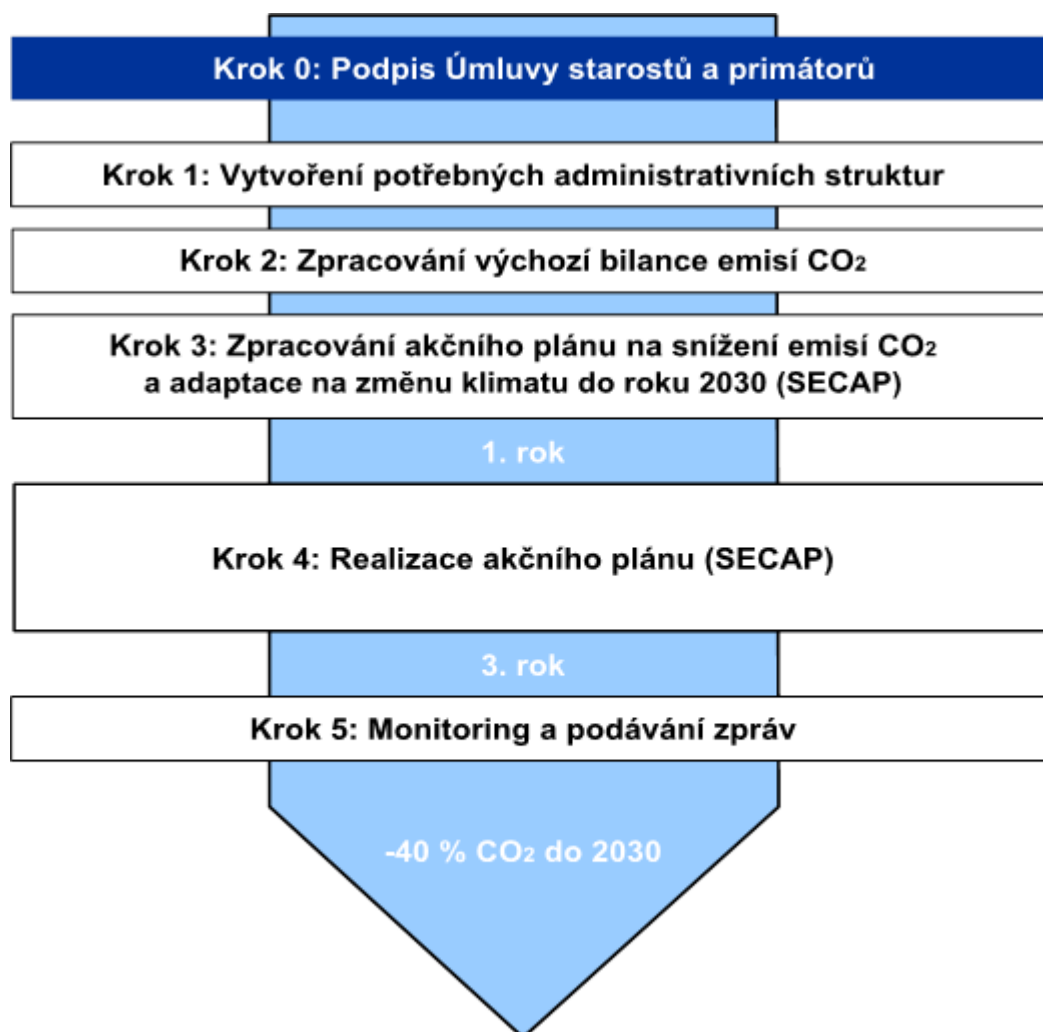 Krok 0: Podpis Úmluvy starostů a primátorů
Krok 1: Vytvoření potřebných administrativních struktur
Krok 2: Zpracování výchozí bilance emisí CO₂
Krok 3: Zpracování akčního plánu na snížení emisí CO₂
a adaptace na změnu klimatu do roku 2030 (SECAP)
1. rok
Krok 4: Realizace akčního plánu (SECAP)
3. rok
Krok 5: Monitoring a podávání zpráv
-40 % CO₂ do 2030